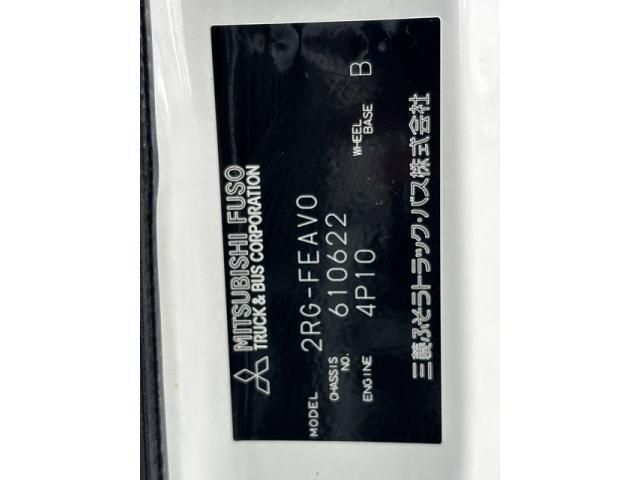 MITSUBISHI FUSO
TRUCK & BUS CORPORATION
MODEL 2RG-FEAV0
CHASSIS NO. 610622
ENGINE 4P10 WHEEL BASE B
三菱ふそうトラック・バス株式会社